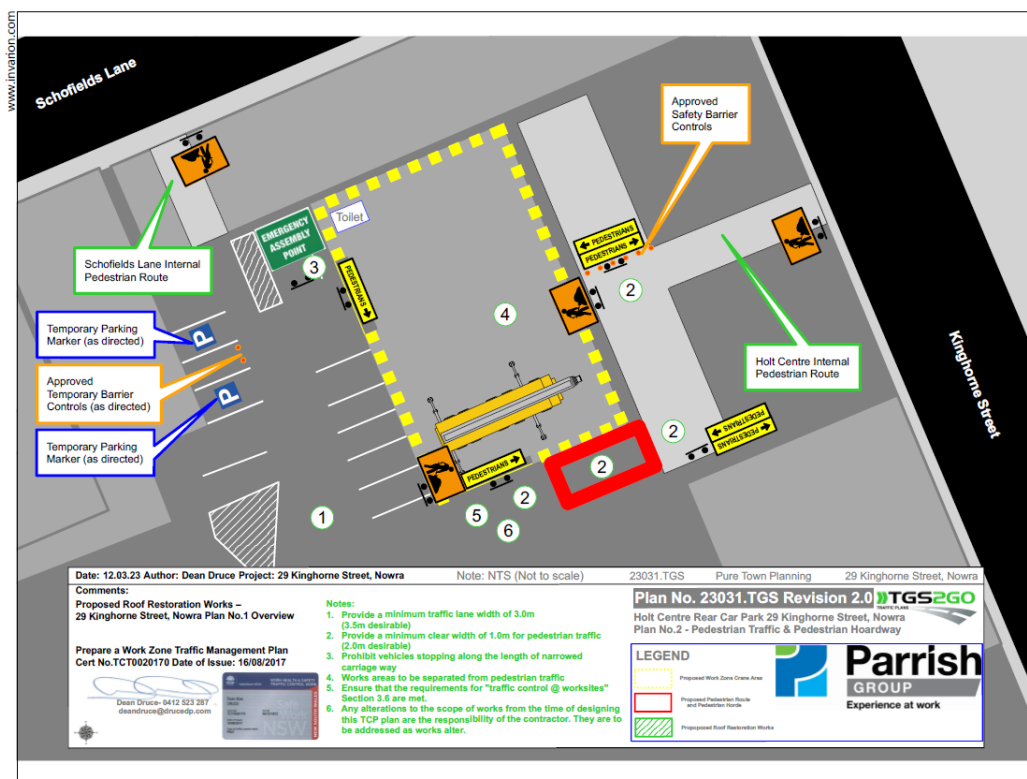 www.invarion.com
Schofields Lane
Approved
Safety Barrier
Controls
EMERGENCY
ASSEMBLY
POINT
Toilet
3
PEDESTRIANS
PEDESTRIANS
PEDESTRIANS
2
4
Schofields Lane Internal
Pedestrian Route
Temporary Parking
Marker (as directed)
P
Approved
Temporary Barrier
Controls (as directed)
P
Temporary Parking
Marker (as directed)
Holt Centre Internal
Pedestrian Route
Kinghorne Street
PEDESTRIANS
PEDESTRIANS
2
PEDESTRIANS
2
2
5
6
1
Date: 12.03.23 Author: Dean Druce Project: 29 Kinghorne Street, Nowra
Note: NTS (Not to scale)
23031.TGS
Pure Town Planning
29 Kinghorne Street, Nowra
Comments:
Proposed Roof Restoration Works –
29 Kinghorne Street, Nowra Plan No.1 Overview
Prepare a Work Zone Traffic Management Plan
Cert No.TCT0020170 Date of Issue: 16/08/2017
Dean Druce- 0412 523 287
deandruce@drucedp.com
NSW
Notes:
1. Provide a minimum traffic lane width of 3.0m
(3.5m desirable)
2. Provide a minimum clear width of 1.0m for pedestrian traffic
(2.0m desirable)
3. Prohibit vehicles stopping along the length of narrowed
carriage way
4. Works areas to be separated from pedestrian traffic
5. Ensure that the requirements for "traffic control @ worksites"
Section 3.6 are met.
6. Any alterations to the scope of works from the time of designing
this TCP plan are the responsibility of the contractor. They are to
be addressed as works alter.
Plan No. 23031.TGS Revision 2.0
TGS2GO
TRAFFIC PLANS
Holt Centre Rear Car Park 29 Kinghorne Street, Nowra
Plan No.2 - Pedestrian Traffic & Pedestrian Hoardway
LEGEND
Proposed Work Zone Crane Area
Proposed Pedestrian Route
and Pedestrian Horde
Propoposed Roof Restoration Works
Parrish
GROUP
Experience at work